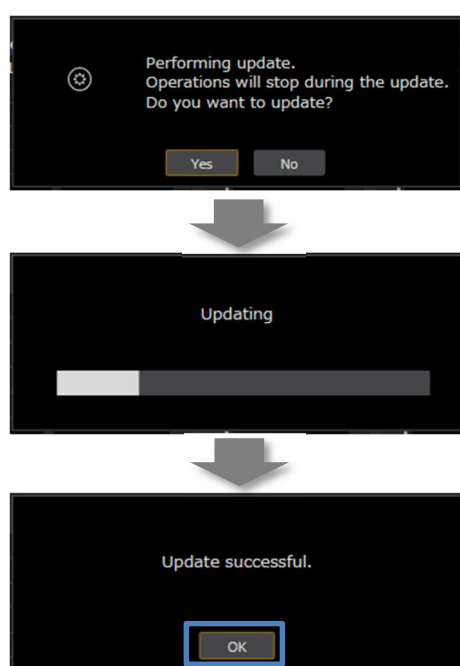 Performing update.
Operations will stop during the update.
Do you want to update?
Yes No
Updating
Update successful.
OK